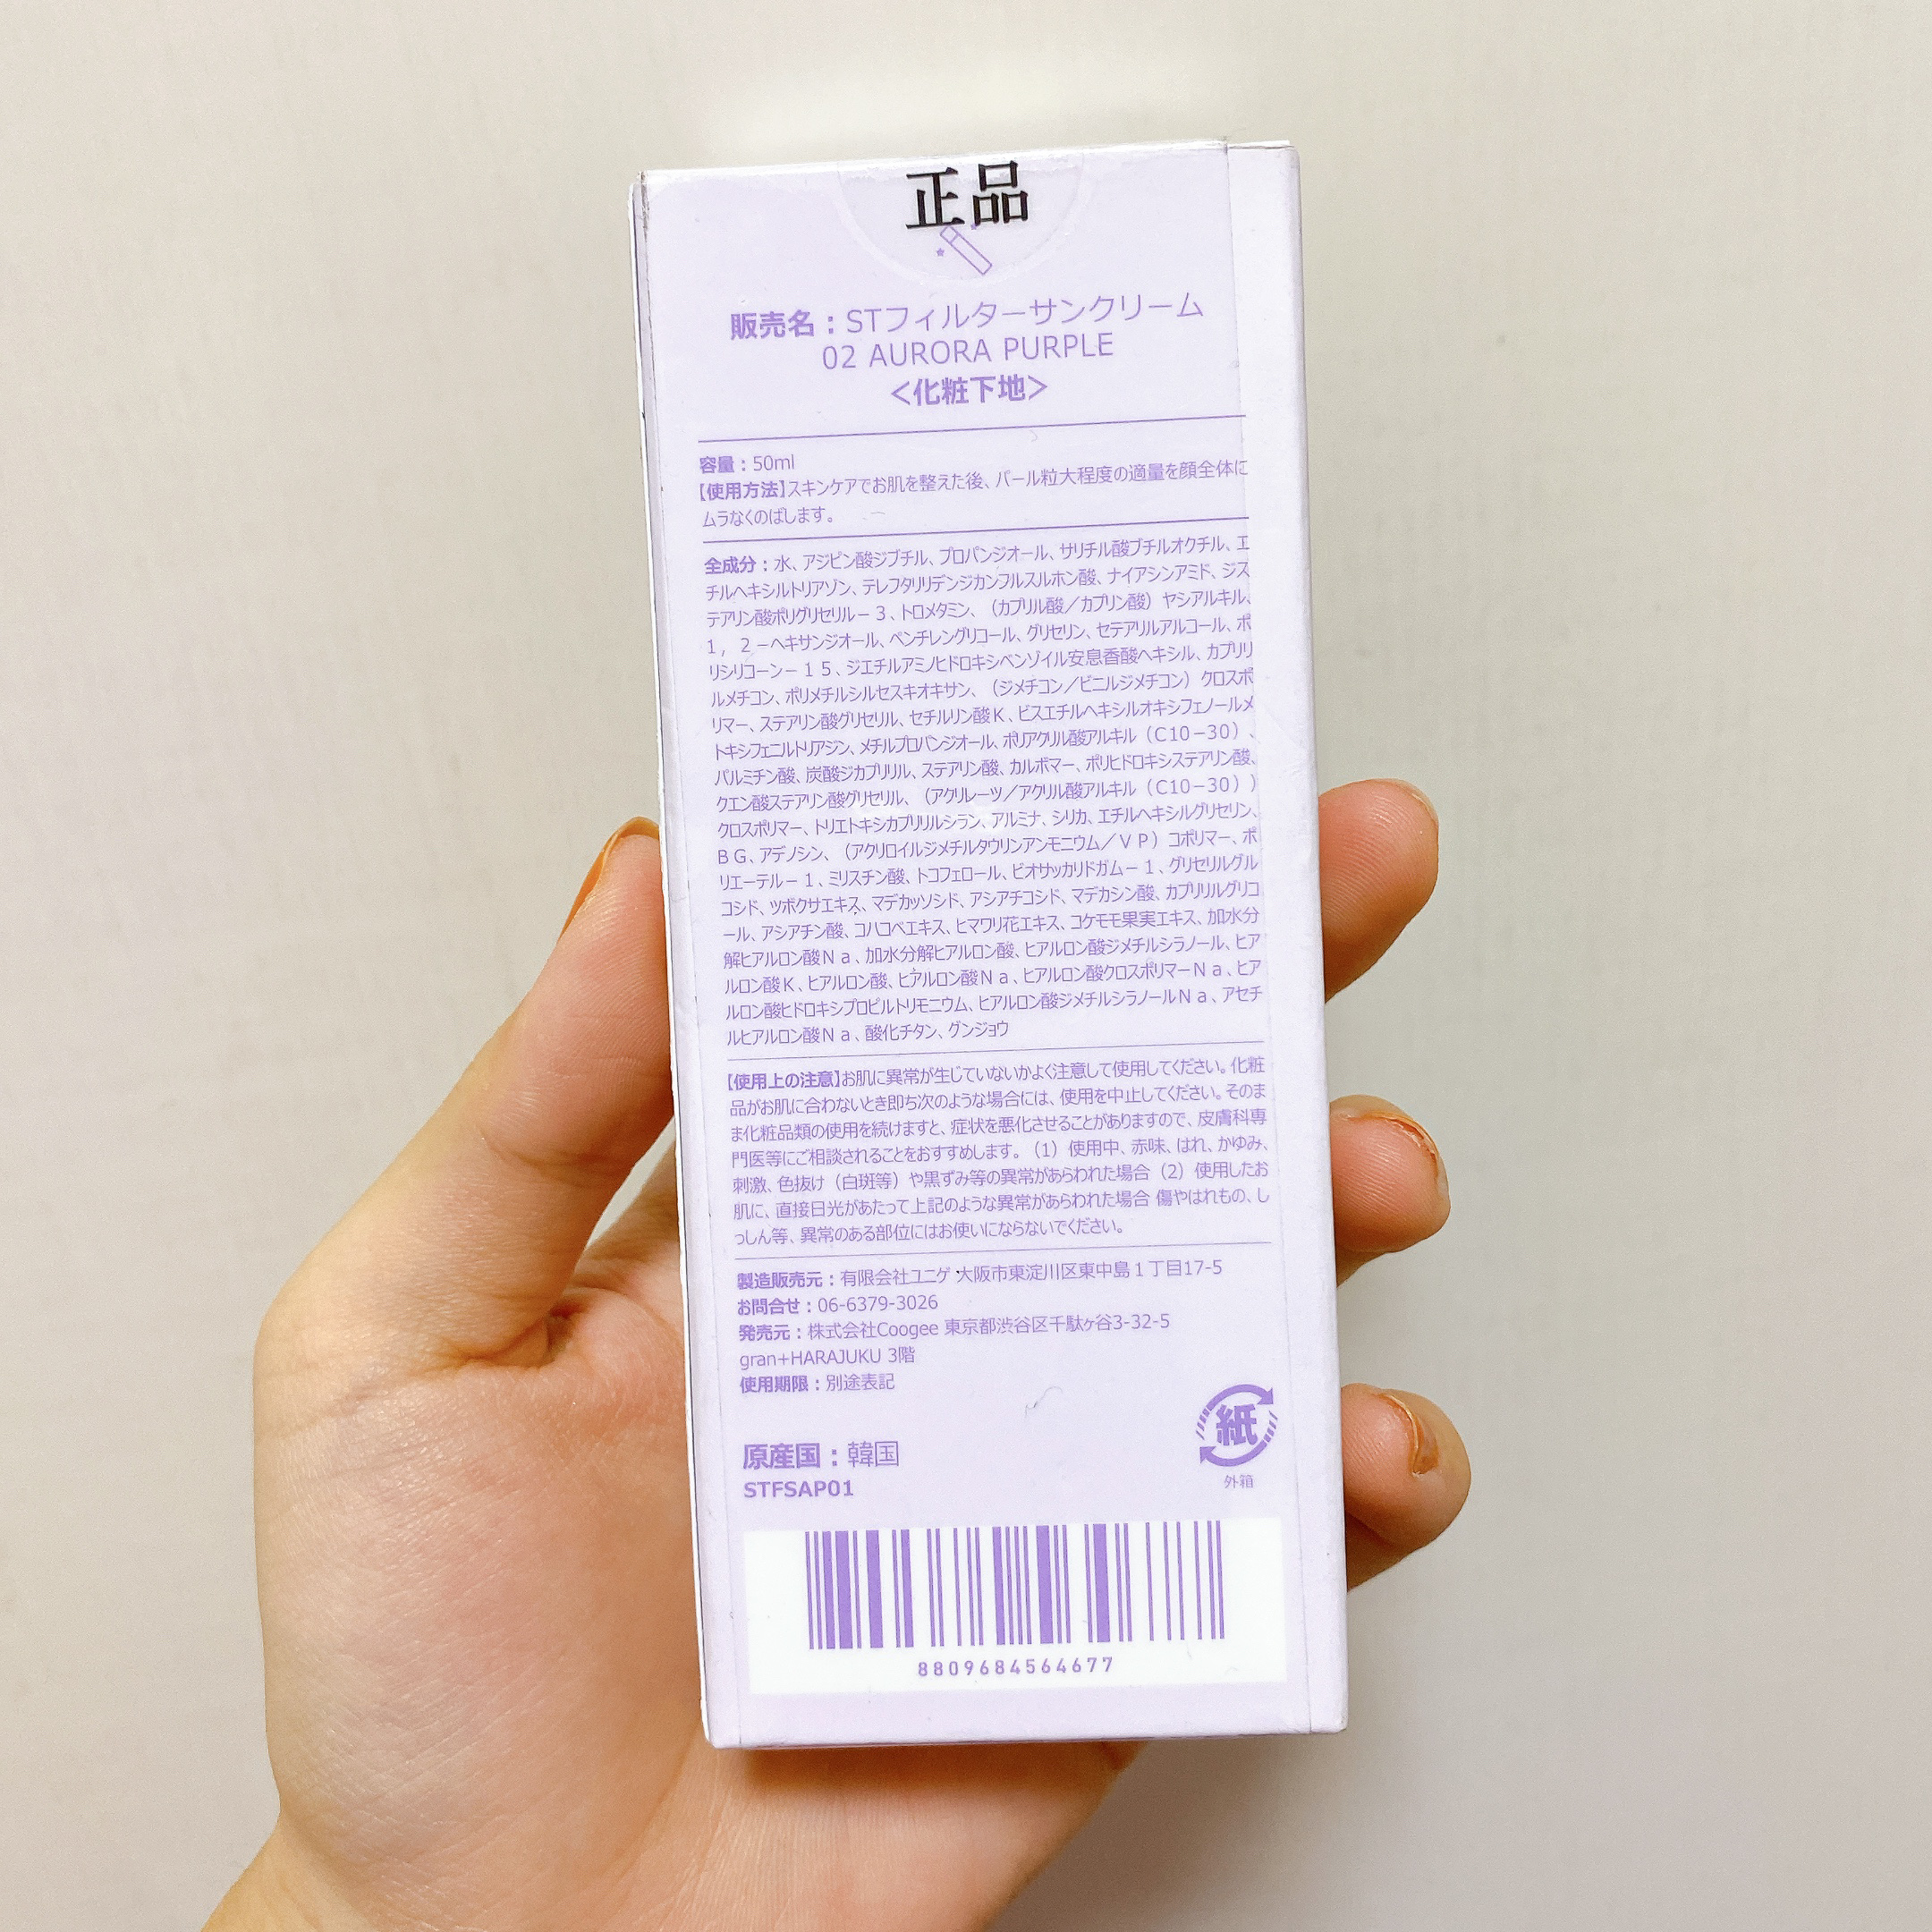 正品
販売名：STフィルターサンクリーム
02 AURORA PURPLE
＜化粧下地＞
容量：50ml
【使用方法】スキンケアでお肌を整えた後、パール粒大程度の適量を顔全体に
ムラなくのばします。
全成分：水、アジピン酸ジブチル、プロパンジオール、サリチル酸ブチルオクチル、エ
チルヘキシルトリアゾン、テレフタリリデンジカンフルスルホン酸、ナイアシンアミド、ジス
テアリン酸ポリグリセリル－３、トロメタミン、（カプリル酸／カプリン酸）ヤシアルキル、
１，２－ヘキサンジオール、ペンチレングリコール、グリセリン、セテアリルアルコール、ポ
リシリコーン－１５、ジエチルアミノヒドロキシベンゾイル安息香酸ヘキシル、カプリリ
ルメチコン、ポリメチルシルセスキオキサン、（ジメチコン／ビニルジメチコン）クロスポ
リマー、ステアリン酸グリセリル、セチルリン酸Ｋ、ビスエチルヘキシルオキシフェノールメ
トキシフェニルトリアジン、メチルプロパンジオール、ポリアクリル酸アルキル（C10－30）、
パルミチン酸、炭酸ジカプリリル、ステアリン酸、カルボマー、ポリヒドロキシステアリン酸、
クエン酸ステアリン酸グリセリル、（アクリレーツ／アクリル酸アルキル（C10－30））
クロスポリマー、トリエトキシカプリリルシラン、アルミナ、シリカ、エチルヘキシルグリセリン、
ＢＧ、アデノシン、（アクリロイルジメチルタウリンアンモニウム／ＶＰ）コポリマー、ポ
リエーテル－１、ミリスチン酸、トコフェロール、ビオサッカリドガム－１、グリセリルグル
コシド、ツボクサエキス、マデカッソシド、アシアチコシド、マデカシン酸、カプリリルグリコ
ール、アシアチン酸、コハコベエキス、ヒマワリ花エキス、コケモモ果実エキス、加水分
解ヒアルロン酸Ｎａ、加水分解ヒアルロン酸、ヒアルロン酸ジメチルシラノール、ヒア
ルロン酸Ｋ、ヒアルロン酸、ヒアルロン酸Ｎａ、ヒアルロン酸クロスポリマーＮａ、ヒア
ルロン酸ヒドロキシプロピルトリモニウム、ヒアルロン酸ジメチルシラノールＮａ、アセチ
ルヒアルロン酸Ｎａ、酸化チタン、グンジョウ
【使用上の注意】お肌に異常が生じていないかよく注意して使用してください。化粧
品がお肌に合わないとき即ち次のような場合には、使用を中止してください。そのま
ま化粧品類の使用を続けますと、症状を悪化させることがありますので、皮膚科専
門医等にご相談されることをおすすめします。（1）使用中、赤味、はれ、かゆみ、
刺激、色抜け（白斑等）や黒ずみ等の異常があらわれた場合（2）使用したお
肌に、直接日光があたって上記のような異常があらわれた場合 傷やはれもの、し
っしん等、異常のある部位にはお使いにならないでください。
製造販売元：有限会社ユニゲ 大阪市東淀川区東中島１丁目17-5
お問合せ：06-6379-3026
発売元：株式会社Coogee 東京都渋谷区千駄ヶ谷3-32-5
gran+HARAJUKU 3階
使用期限：別途表記
原産国：韓国
STFSAP01
紙
外箱
8809684564677